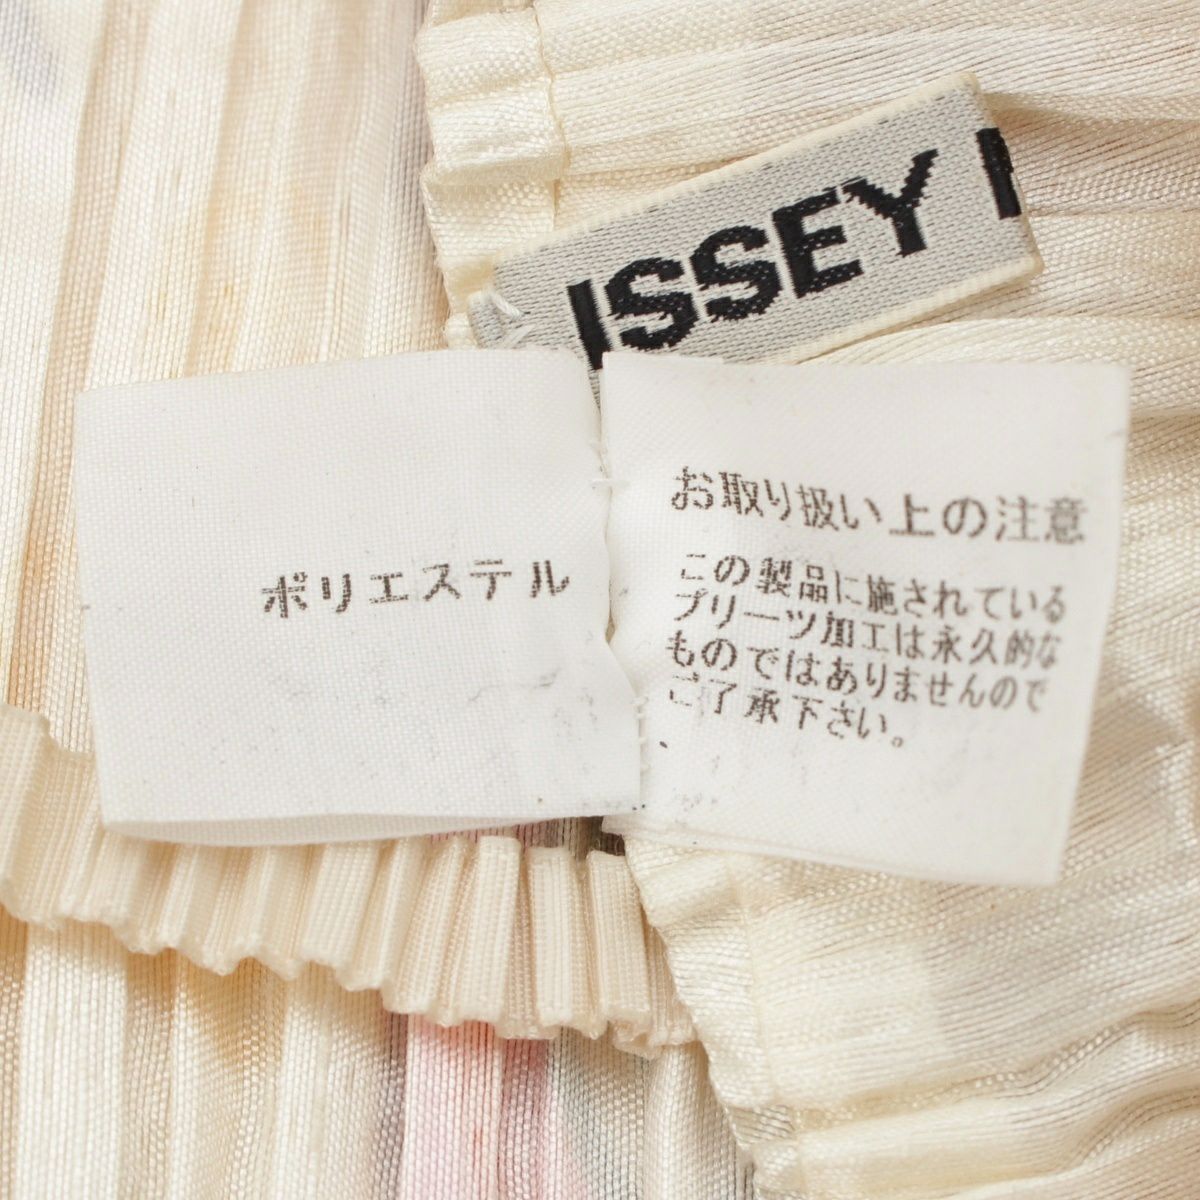 ISSEY
ポリエステル
お取り扱い上の注意
この製品に施されている
プリーツ加工は永久的な
ものではありませんので
ご了承下さい。